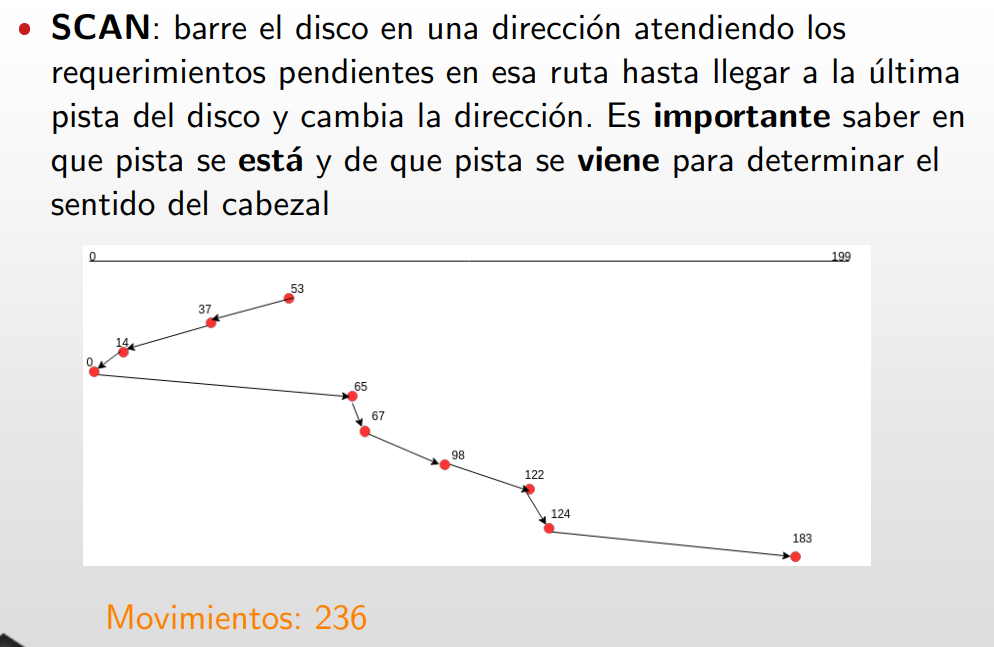 • SCAN: barre el disco en una dirección atendiendo los
requerimientos pendientes en esa ruta hasta llegar a la última
pista del disco y cambia la dirección. Es importante saber en
que pista se está y de que pista se viene para determinar el
sentido del cabezal
0 199
53
37
14
0
65
67
98
122
124
183
Movimientos: 236